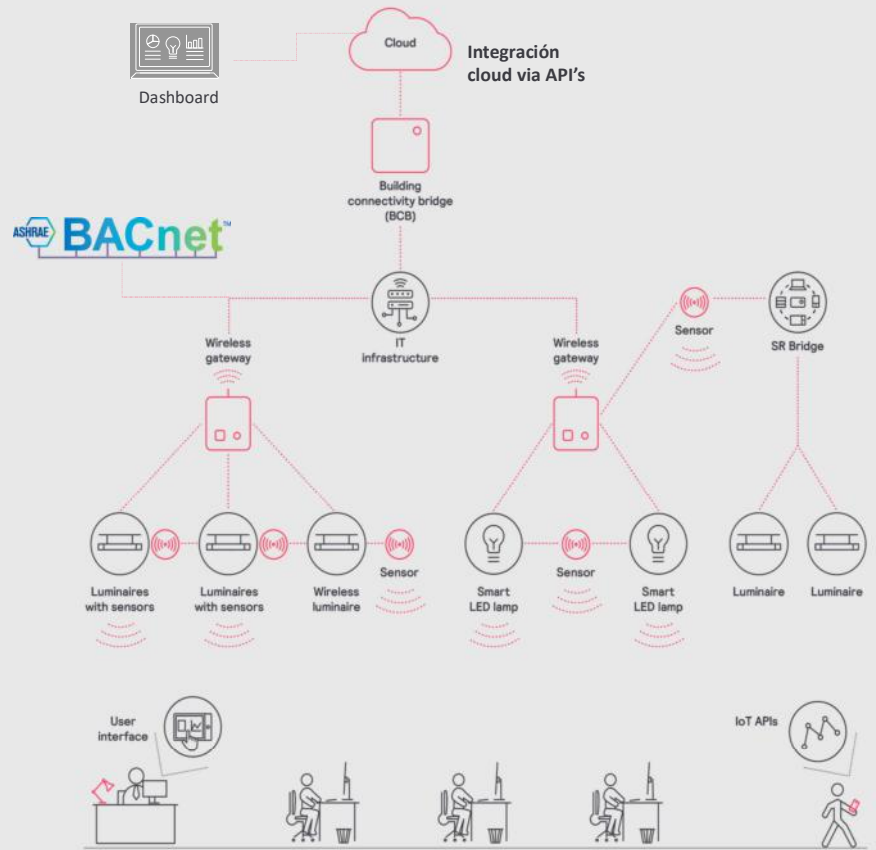 Cloud
Integración
cloud via API's
Dashboard
Building
connectivity bridge
(BCB)
ASHRAE BACnet™
Wireless
gateway
IT
infrastructure
Wireless
gateway
Sensor
SR Bridge
Luminaires
with sensors
Luminaires
with sensors
Wireless
luminaire
Sensor
Smart
LED lamp
Sensor
Smart
LED lamp
Luminaire
Luminaire
User
interface
IoT APIs